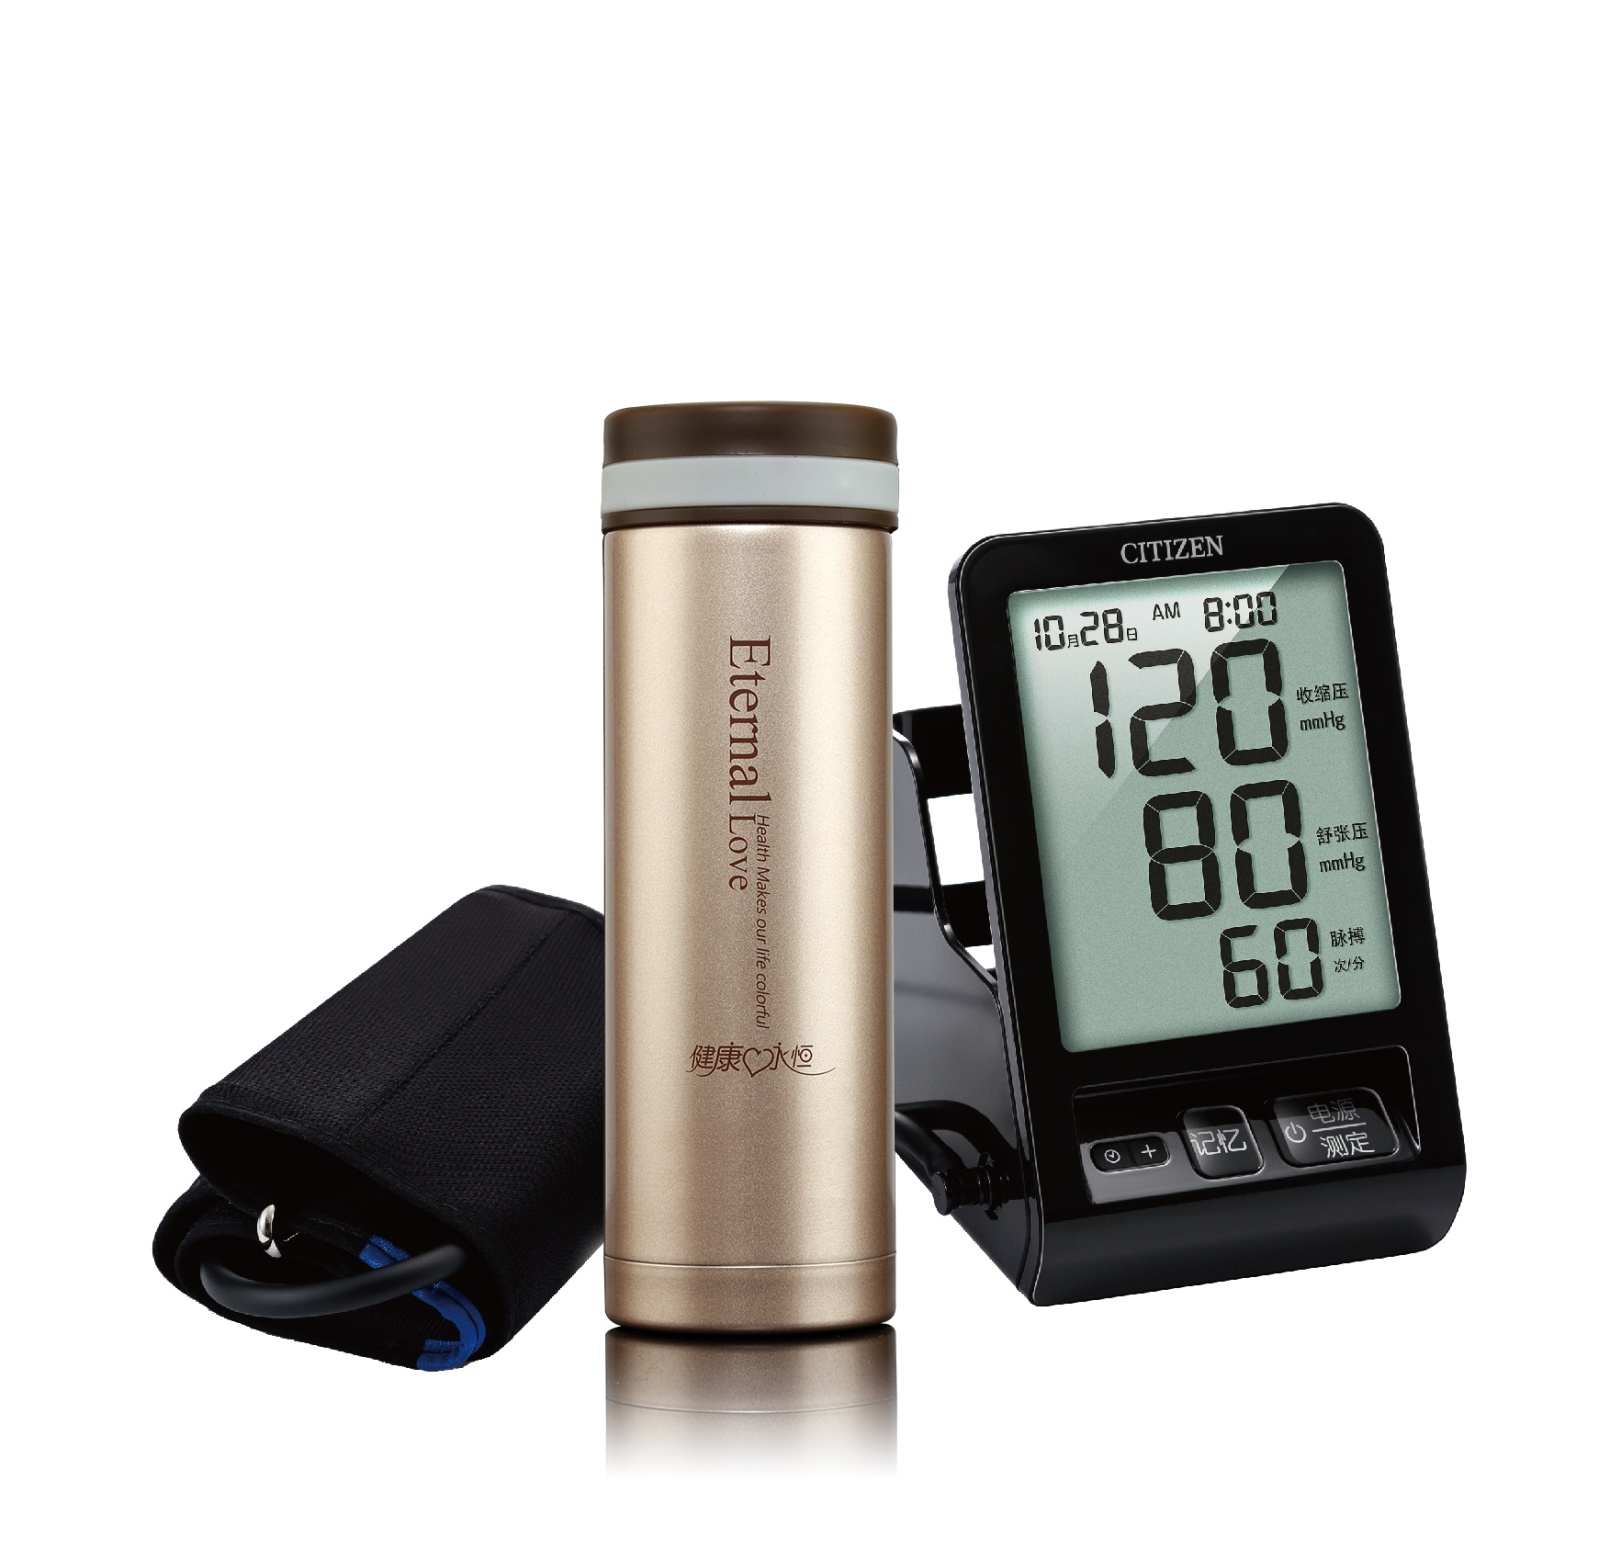 Eternal Love
Health Makes our life colorful
健康永恒
CITIZEN
10月28日 AM 8:00
120 收缩压 mmHg
80 舒张压 mmHg
60 脉搏 次/分
+
记忆
电源
测定